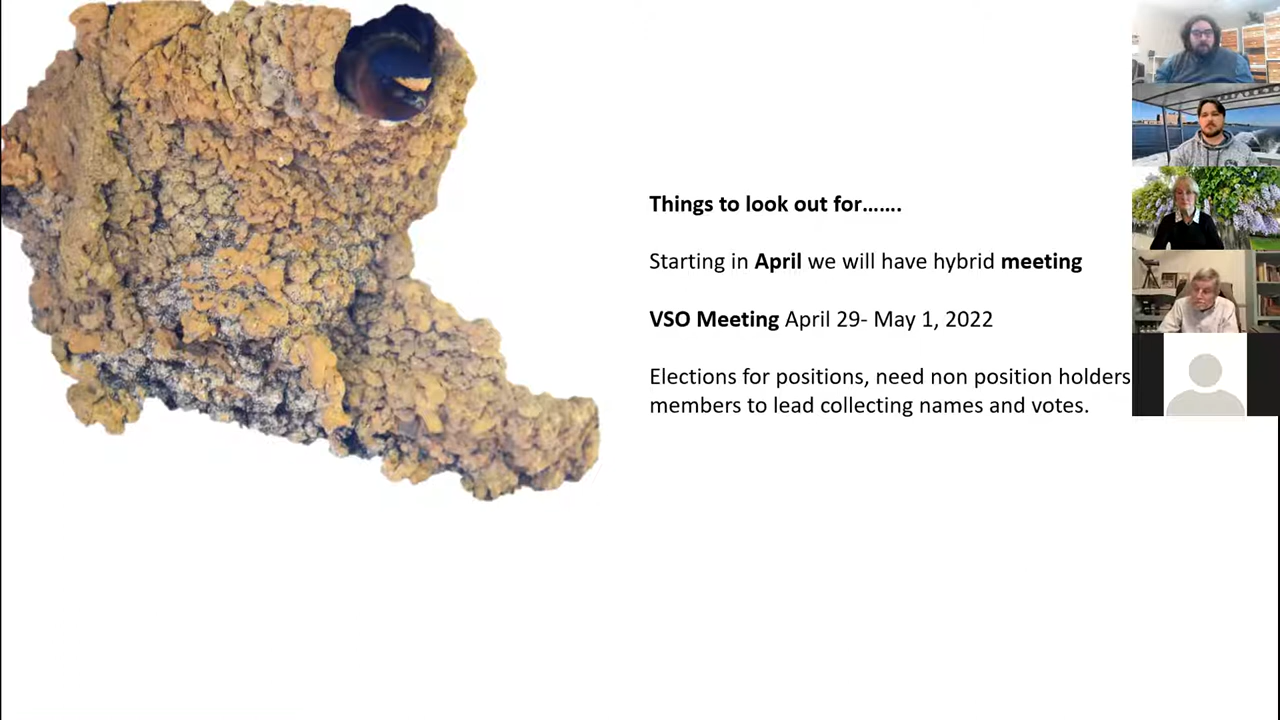 Things to look out for…….
Starting in April we will have hybrid meeting
VSO Meeting April 29- May 1, 2022
Elections for positions, need non position holders
members to lead collecting names and votes.